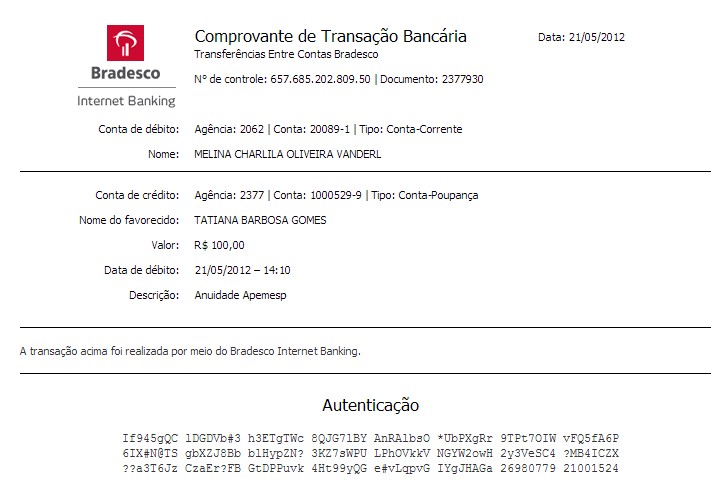 Comprovante de Transação Bancária
Data: 21/05/2012
Transferências Entre Contas Bradesco
Bradesco
N° de controle: 657.685.202.809.50 | Documento: 2377930
Internet Banking
Conta de débito: Agência: 2062 | Conta: 20089-1 | Tipo: Conta-Corrente
Nome: MELINA CHARLILA OLIVEIRA VANDERL
Conta de crédito: Agência: 2377 | Conta: 1000529-9 | Tipo: Conta-Poupança
Nome do favorecido: TATIANA BARBOSA GOMES
Valor: R$ 100,00
Data de débito: 21/05/2012 – 14:10
Descrição: Anuidade Apemesp
A transação acima foi realizada por meio do Bradesco Internet Banking.
Autenticação
If945gQC lDGDVb#3 h3ETgTWc 8QJG7lBY AnRAlbsO *UbPXgRr 9TPt7OIW vFQ5fA6P
6IX#N@TS gbXZJ8Bb blHypZN? 3KZ7sWPU LPhOVkkV NGYW2owH 2y3VeSC4 ?MB4ICZX
??a3T6Jz CzaEr?FB GtDPPuvk 4Ht99yQG e#vLqpvG IYgJHAGa 26980779 21001524